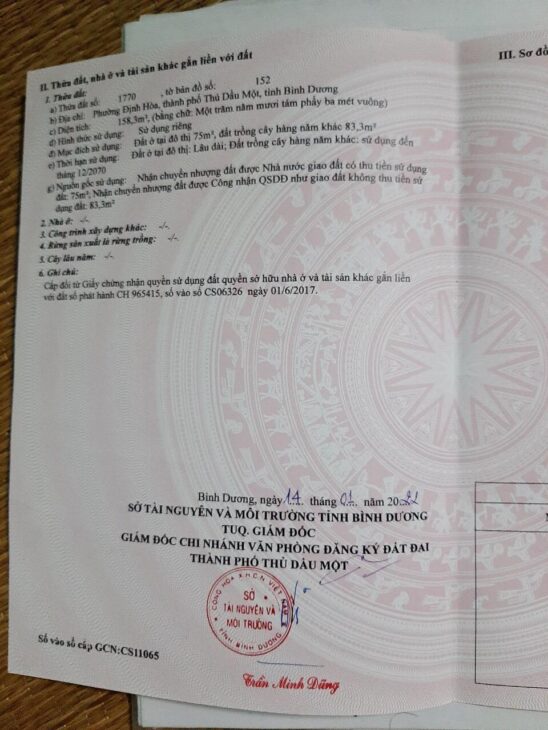 II. Thửa đất, nhà ở và tài sản khác gắn liền với đất
III. Sơ đồ
1. Thửa đất:
a) Thửa đất số: 1770 , tờ bản đồ số: 152
b) Địa chỉ: Phường Định Hòa, thành phố Thủ Dầu Một, tỉnh Bình Dương
c) Diện tích: 158,3m², (bằng chữ: Một trăm năm mươi tám phẩy ba mét vuông)
d) Hình thức sử dụng: Sử dụng riêng
đ) Mục đích sử dụng: Đất ở tại đô thị 75m², đất trồng cây hàng năm khác 83,3m²
e) Thời hạn sử dụng: Đất ở tại đô thị: Lâu dài; Đất trồng cây hàng năm khác: sử dụng đến
tháng 12/2070
g) Nguồn gốc sử dụng: Nhận chuyển nhượng đất được Nhà nước giao đất có thu tiền sử dụng
đất: 75m², Nhận chuyển nhượng đất được Công nhận QSDĐ như giao đất không thu tiền sử
dụng đất: 83,3m²
2. Nhà ở: -/-
3. Công trình xây dựng khác: -/-
4. Rừng sản xuất là rừng trồng: -/-
5. Cây lâu năm: -/-
6. Ghi chú:
Cấp đổi từ Giấy chứng nhận quyền sử dụng đất quyền sở hữu nhà ở và tài sản khác gắn liền
với đất số phát hành CH 965415, số vào sổ CS06326 ngày 01/6/2017.
Bình Dương, ngày 14 tháng 01 năm 2022
SỞ TÀI NGUYÊN VÀ MÔI TRƯỜNG TỈNH BÌNH DƯƠNG
TUQ. GIÁM ĐỐC
GIÁM ĐỐC CHI NHÁNH VĂN PHÒNG ĐĂNG KÝ ĐẤT ĐAI
THÀNH PHỐ THỦ DẦU MỘT
CỘNG HÒA X.H.C.N VIỆT NAM
SỞ
TÀI NGUYÊN VÀ
MÔI TRƯỜNG
TỈNH BÌNH DƯƠNG
Số vào sổ cấp GCN:CS11065
Trần Minh Dũng